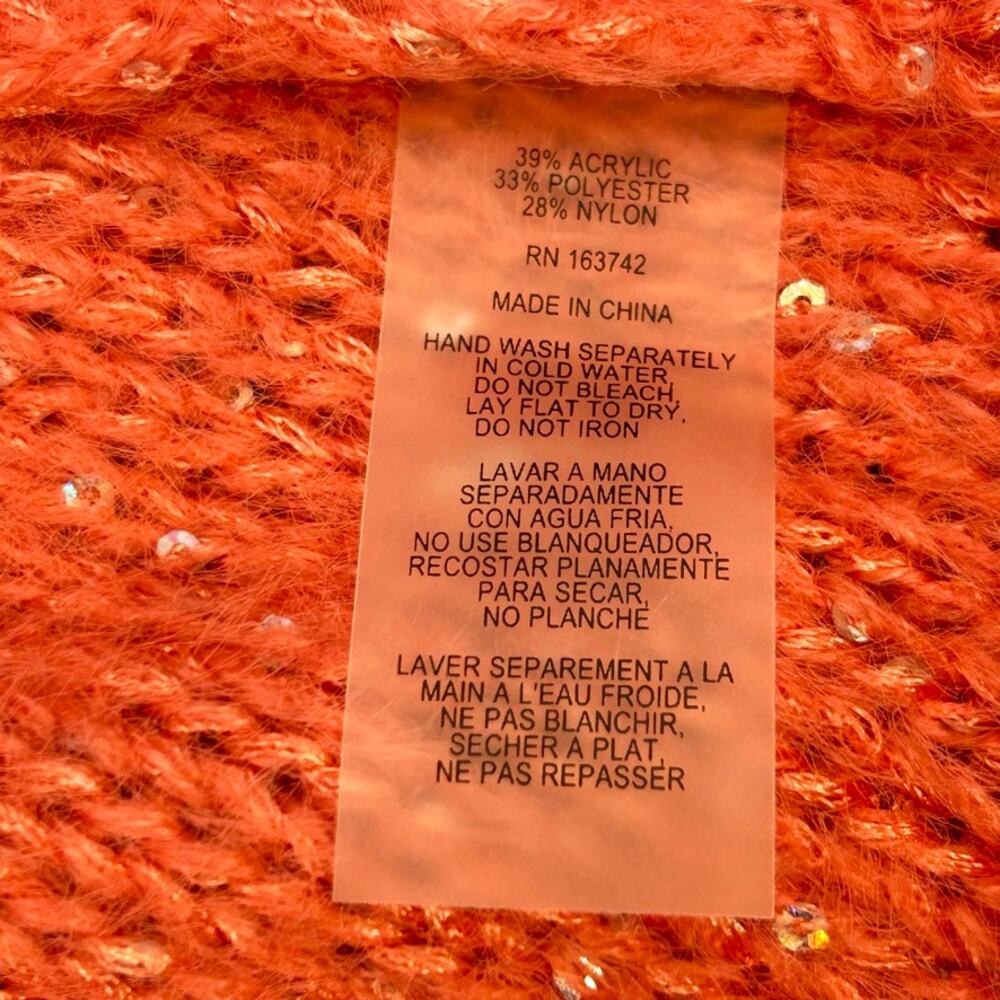 39% ACRYLIC
33% POLYESTER
28% NYLON
RN 163742
MADE IN CHINA
HAND WASH SEPARATELY
IN COLD WATER,
DO NOT BLEACH,
LAY FLAT TO DRY,
DO NOT IRON
LAVAR A MANO
SEPARADAMENTE
CON AGUA FRIA,
NO USE BLANQUEADOR,
RECOSTAR PLANAMENTE
PARA SECAR,
NO PLANCHE
LAVER SEPAREMENT A LA
MAIN A L'EAU FROIDE,
NE PAS BLANCHIR,
SECHER A PLAT,
NE PAS REPASSER